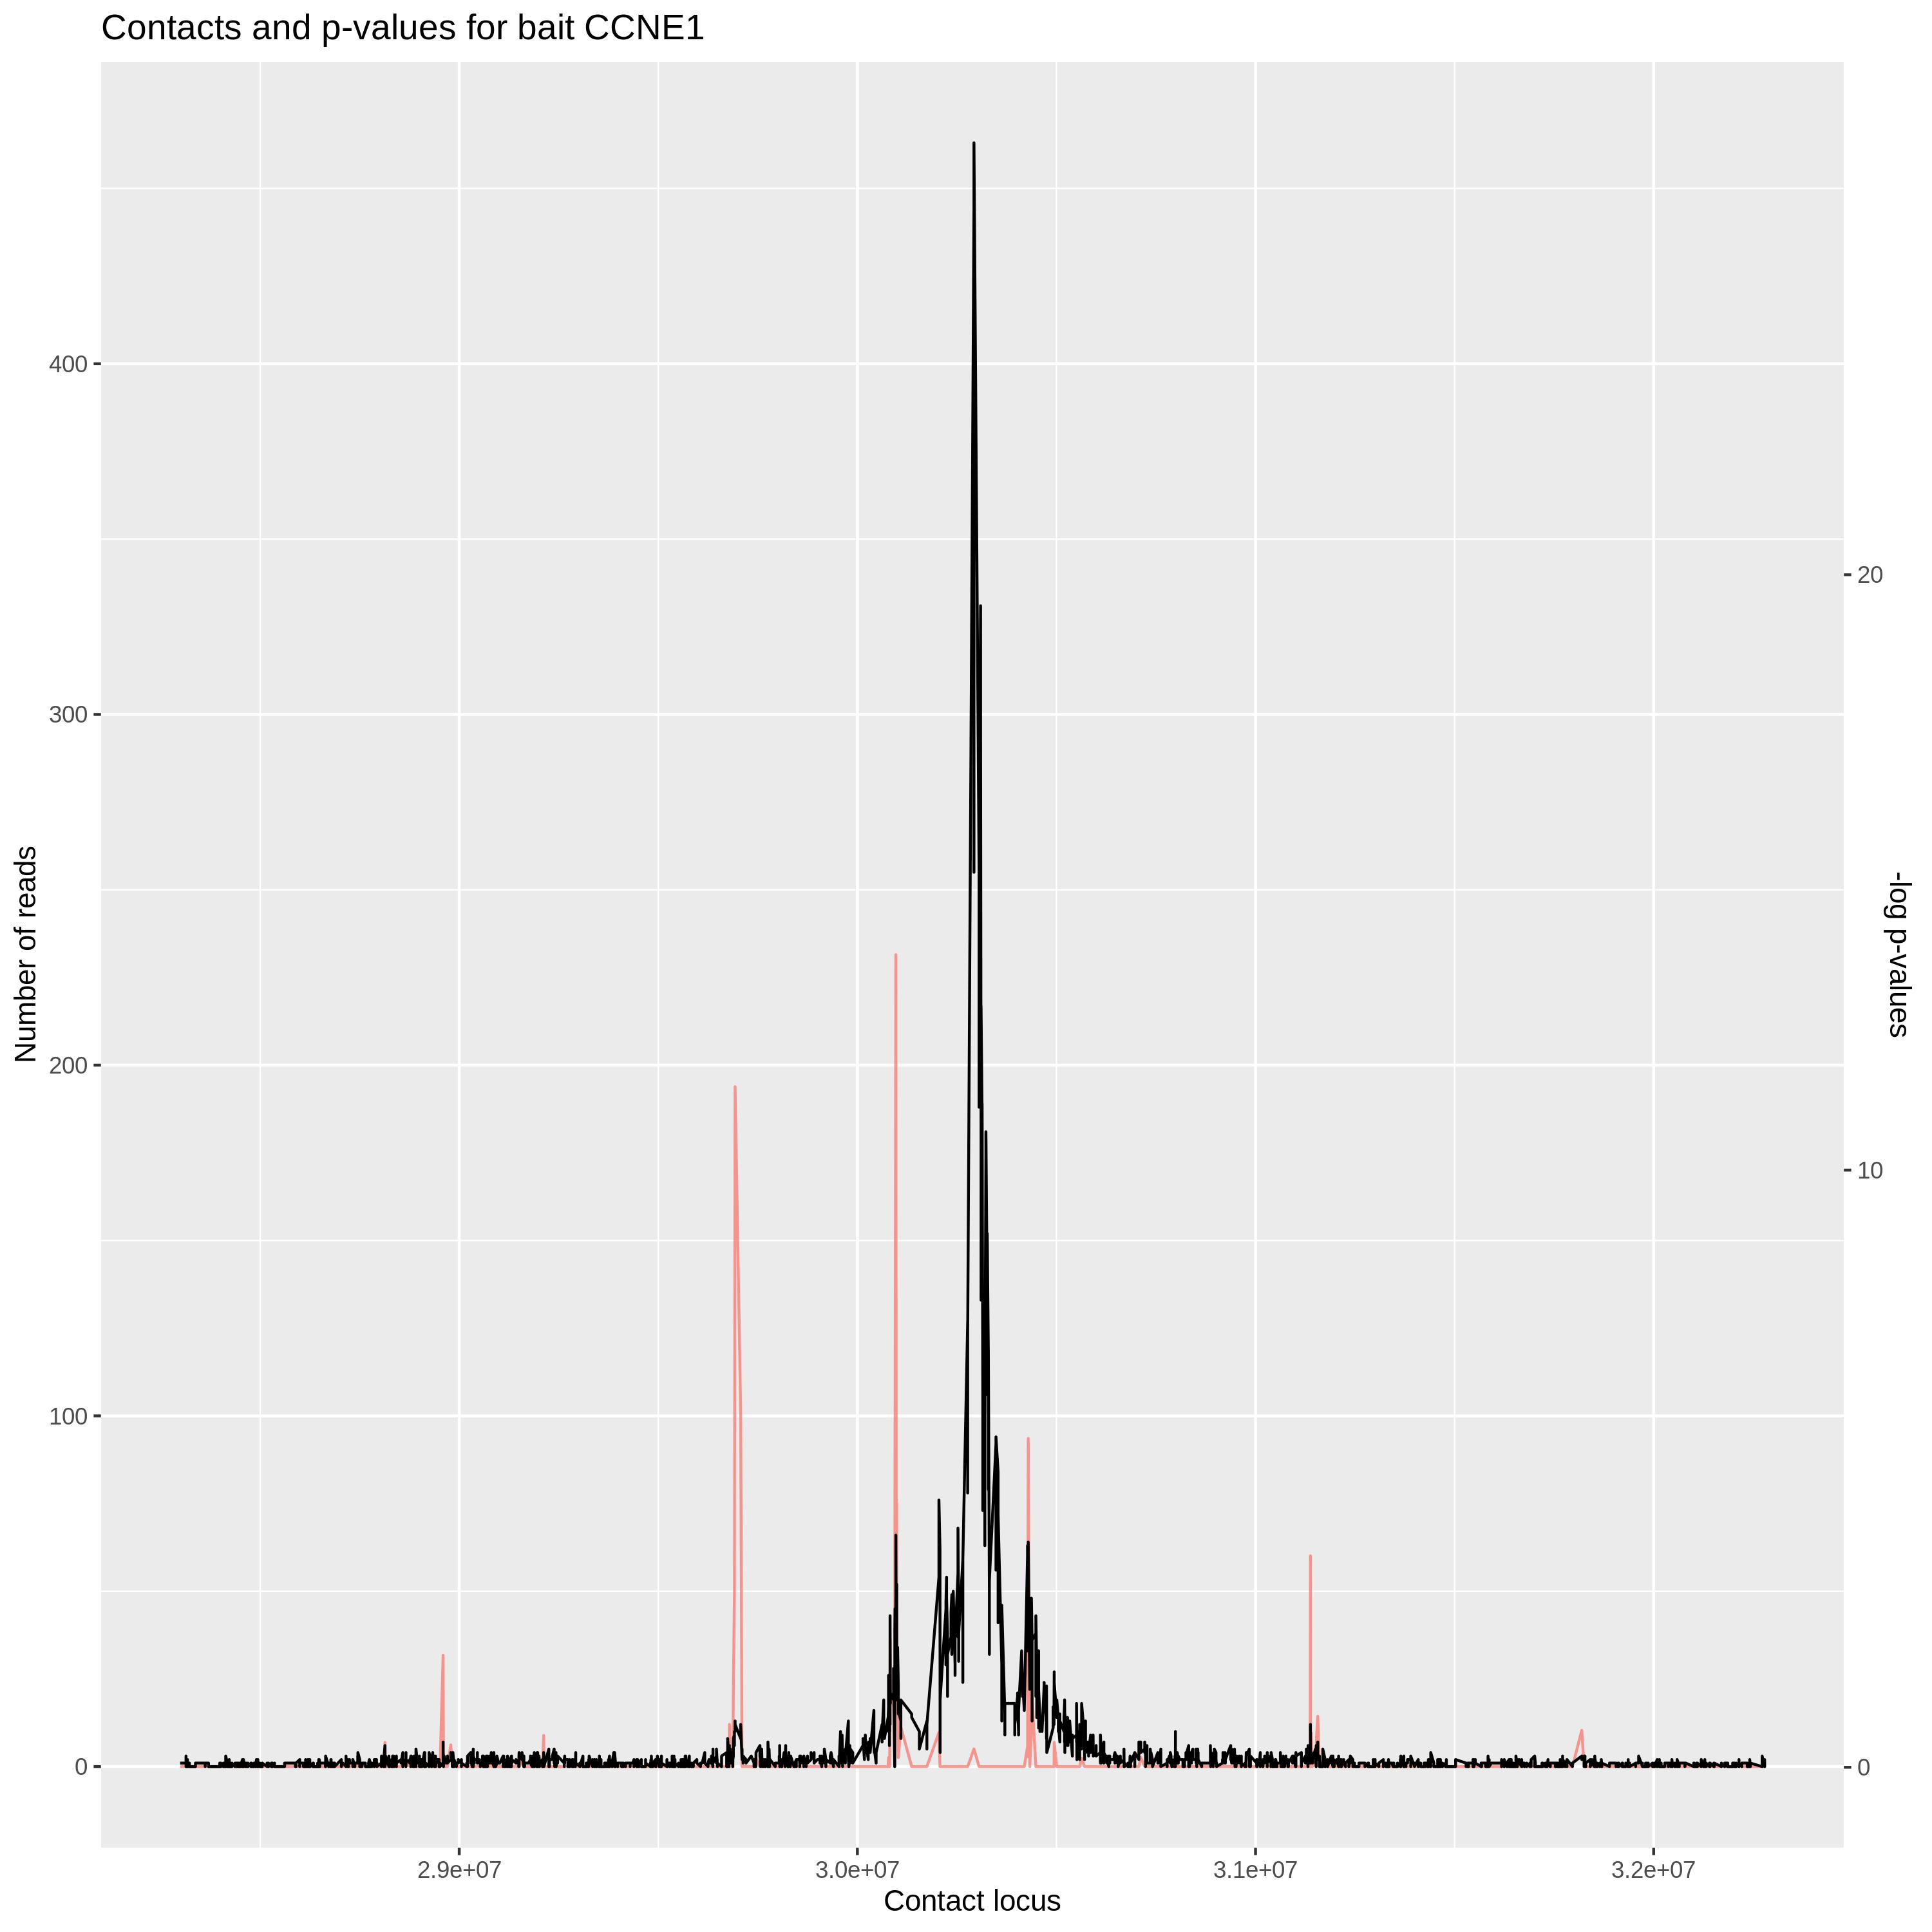 Contacts and p-values for bait CCNE1
Number of reads
400
300
200
100
0
20
10
0
-log p-values
2.9e+07
3.0e+07
3.1e+07
3.2e+07
Contact locus